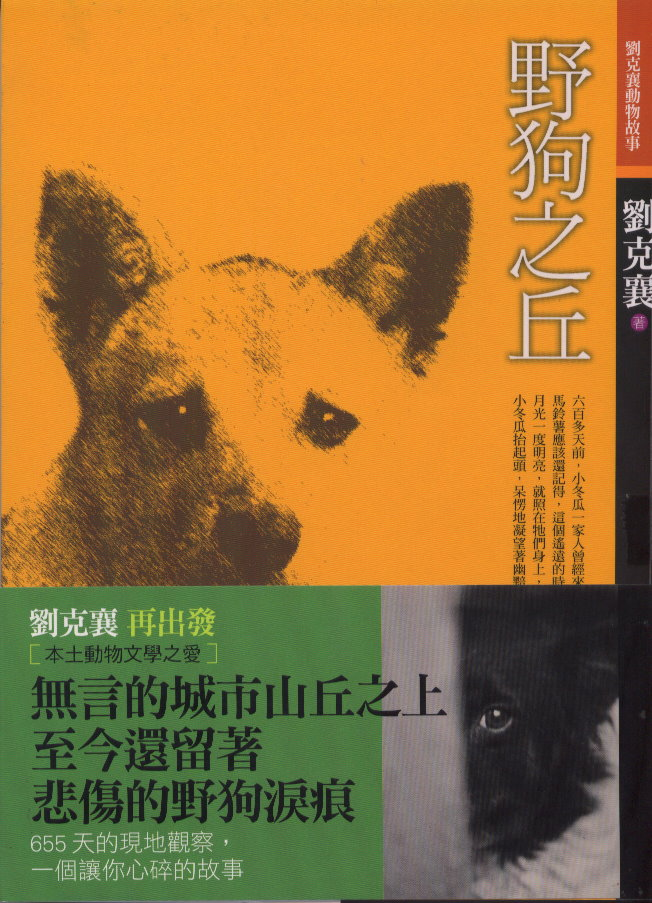 野狗之丘
劉克襄動物故事
劉克襄 著
六百多天前，小冬瓜一家人曾經來
馬鈴薯應該還記得，這個遙遠的時
月光一度明亮，就照在牠們身上，
小冬瓜抬起頭，呆愣地凝望著幽黯
劉克襄 再出發
［本土動物文學之愛］
無言的城市山丘之上
至今還留著
悲傷的野狗淚痕
655 天的現地觀察，
一個讓你心碎的故事